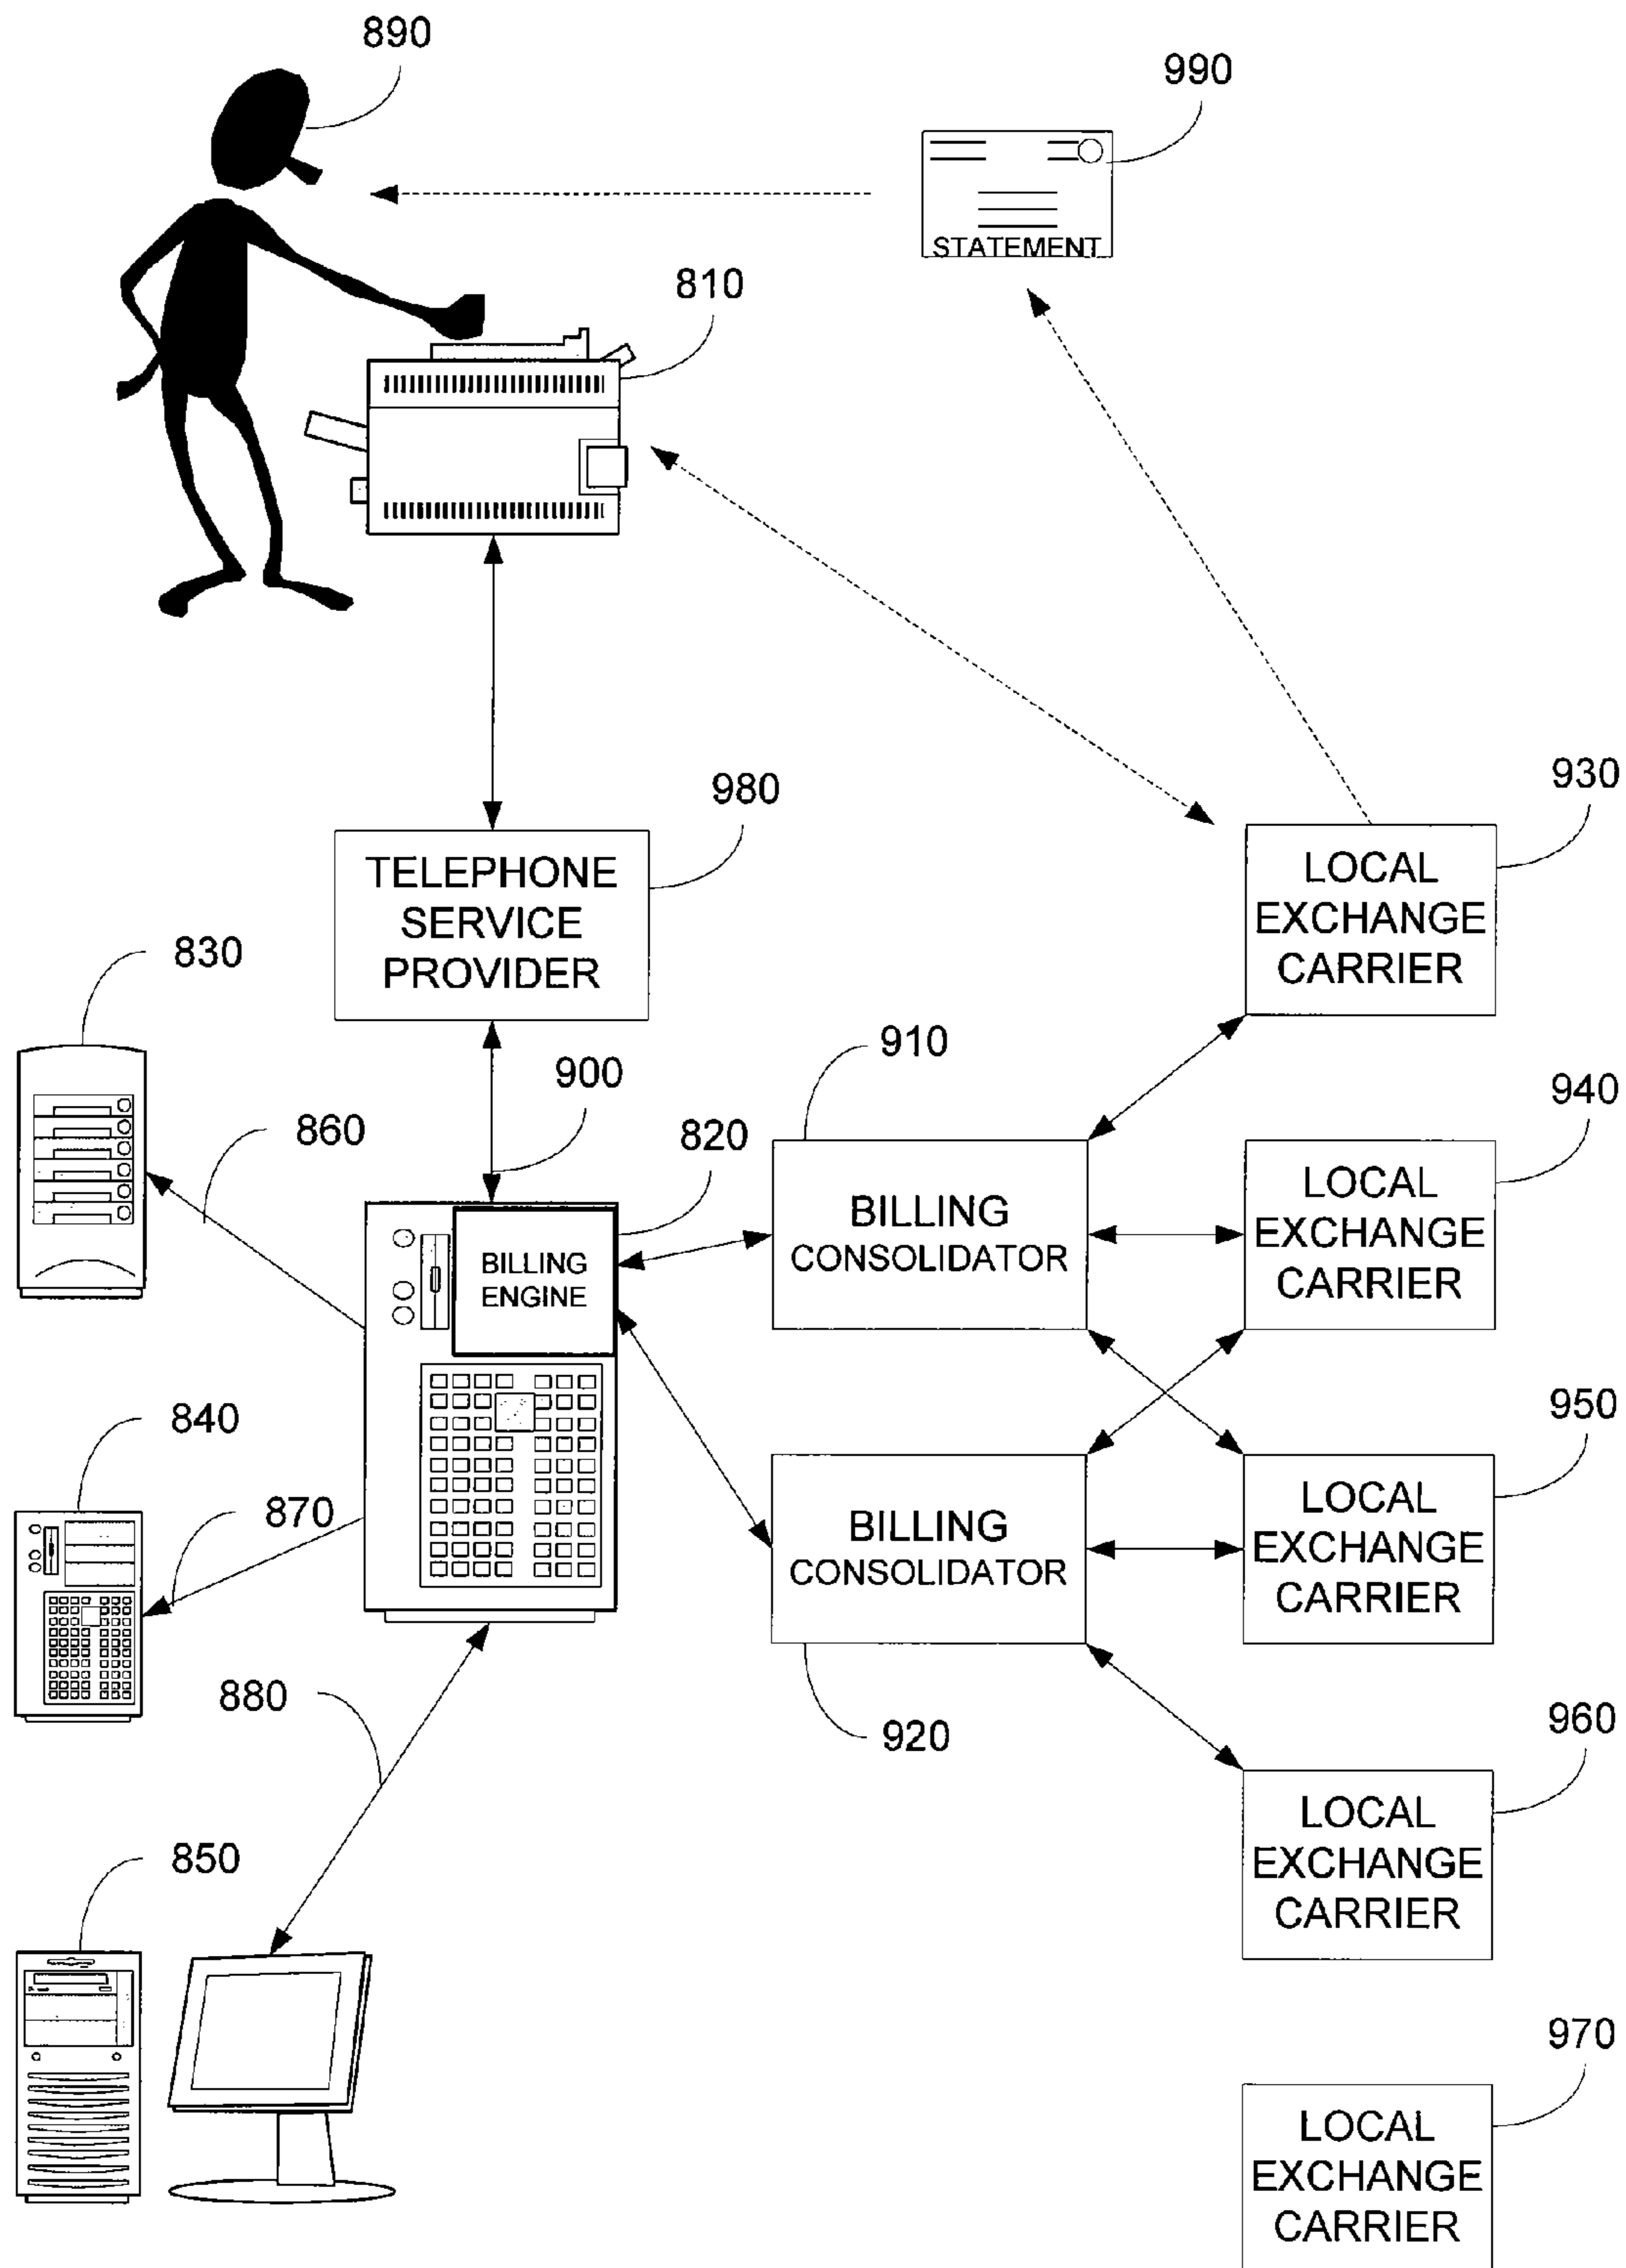 890
990
STATEMENT
810
980
TELEPHONE
SERVICE
PROVIDER
930
LOCAL
EXCHANGE
CARRIER
830
900
860
820
910
940
BILLING
ENGINE
BILLING
CONSOLIDATOR
LOCAL
EXCHANGE
CARRIER
840
870
950
BILLING
CONSOLIDATOR
LOCAL
EXCHANGE
CARRIER
880
920
960
LOCAL
EXCHANGE
CARRIER
850
970
LOCAL
EXCHANGE
CARRIER